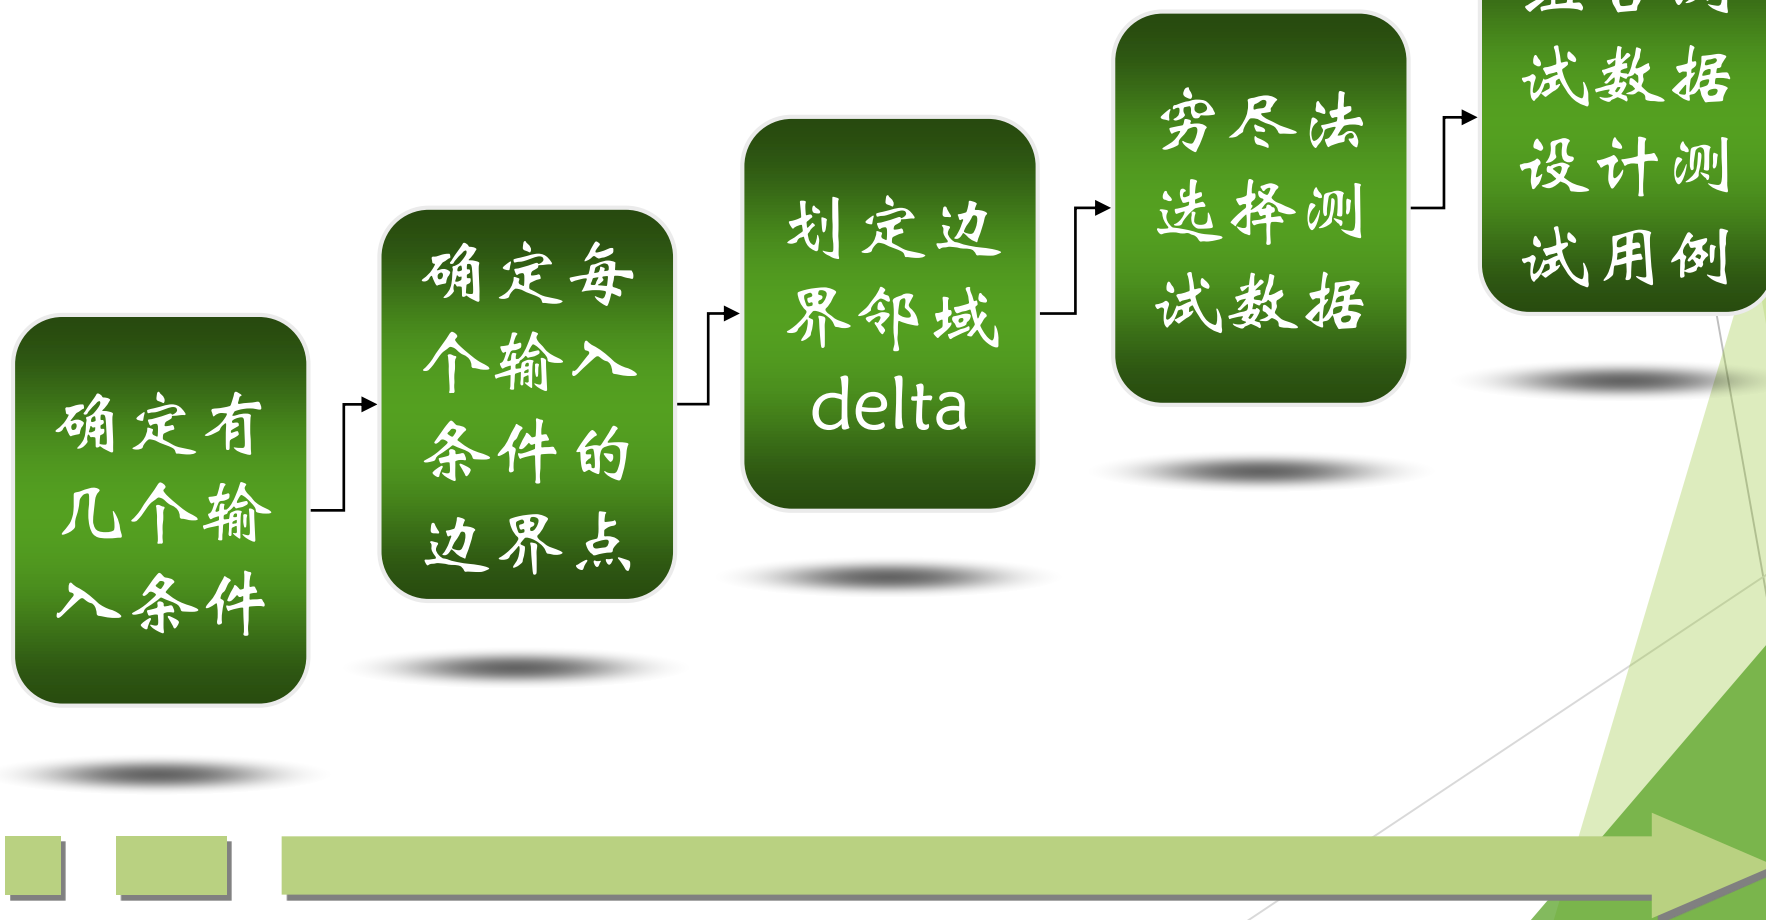 确定有
几个输
入条件
确定每
个输入
条件的
边界点
划定边
界邻域
delta
穷尽法
选择测
试数据
试数据
设计测
试用例